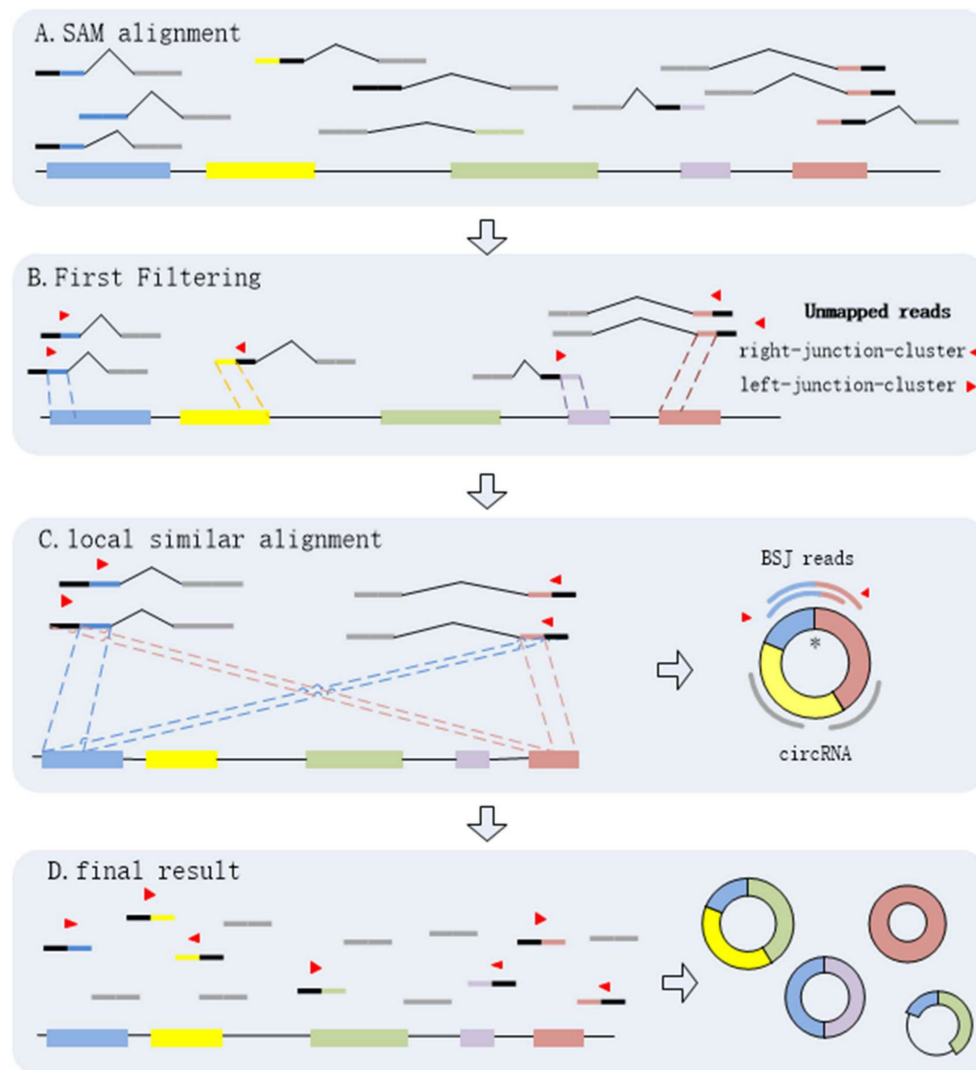 A. SAM alignment
B. First Filtering
Unmapped reads
right-junction-cluster
left-junction-cluster
C. local similar alignment
BSJ reads
*
circRNA
D. final result